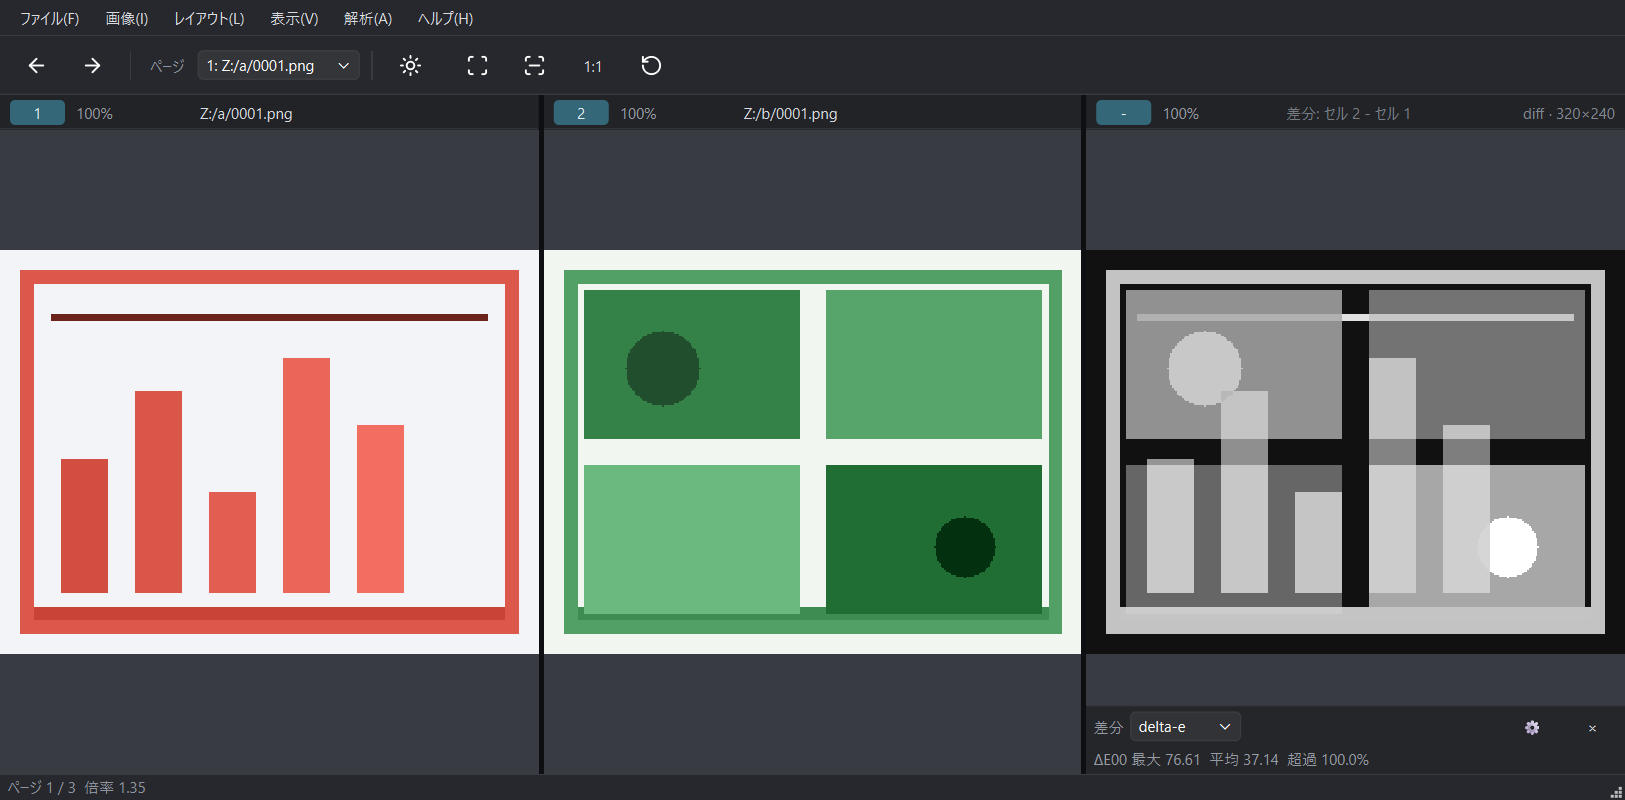 ファイル(F) 画像(I) レイアウト(L) 表示(V) 解析(A) ヘルプ(H)
ページ 1: Z:/a/0001.png 1:1
1 100% Z:/a/0001.png
2 100% Z:/b/0001.png
- 100% 差分: セル 2 - セル 1 diff · 320×240
差分 delta-e ×
ΔE00 最大 76.61 平均 37.14 超過 100.0%
ページ 1 / 3 倍率 1.35